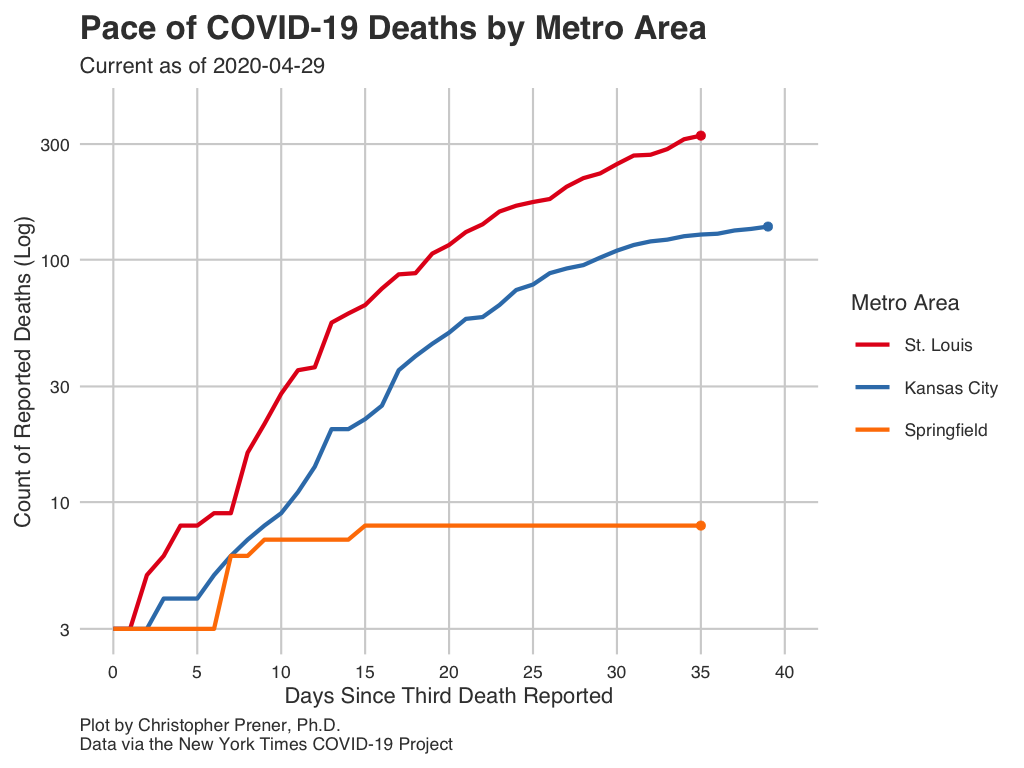 Pace of COVID-19 Deaths by Metro Area
Current as of 2020-04-29
Count of Reported Deaths (Log)
300
100
30
10
3
0 5 10 15 20 25 30 35 40
Days Since Third Death Reported
Metro Area
St. Louis
Kansas City
Springfield
Plot by Christopher Prener, Ph.D.
Data via the New York Times COVID-19 Project